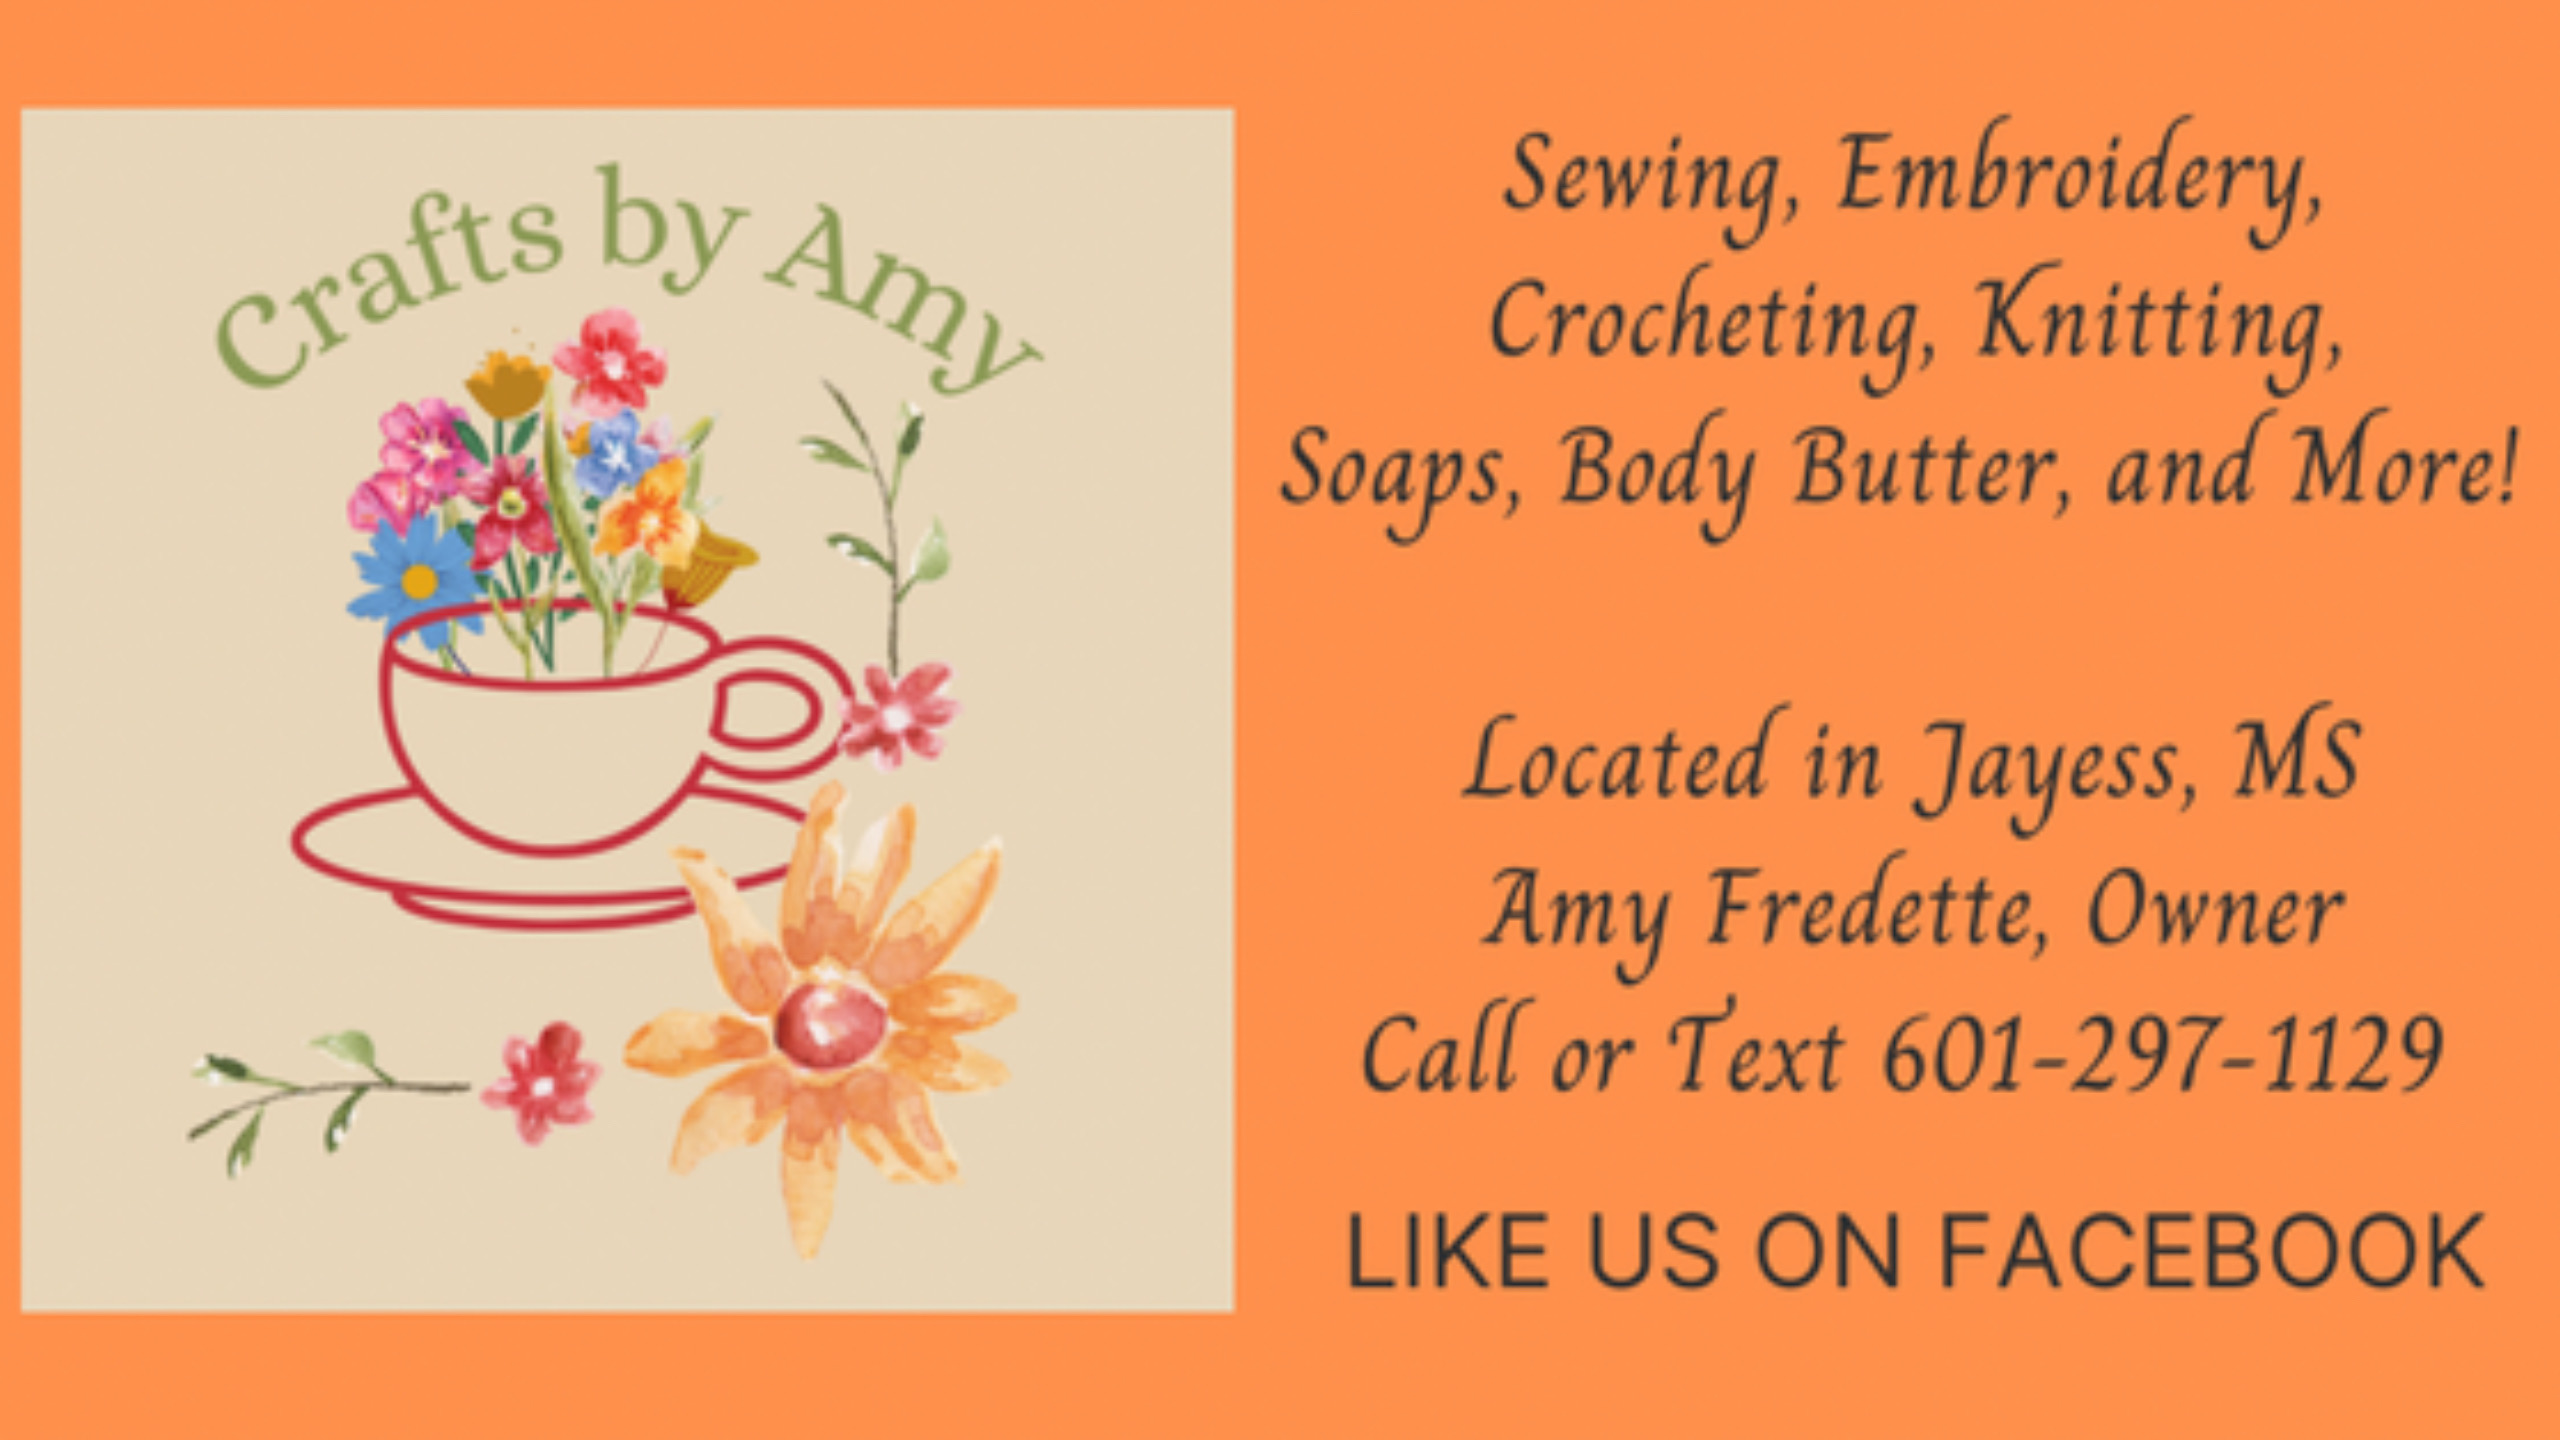 Crafts by Amy
Sewing, Embroidery,
Crocheting, Knitting,
Soaps, Body Butter, and More!
Located in Jayess, MS
Amy Fredette, Owner
Call or Text 601-297-1129
LIKE US ON FACEBOOK